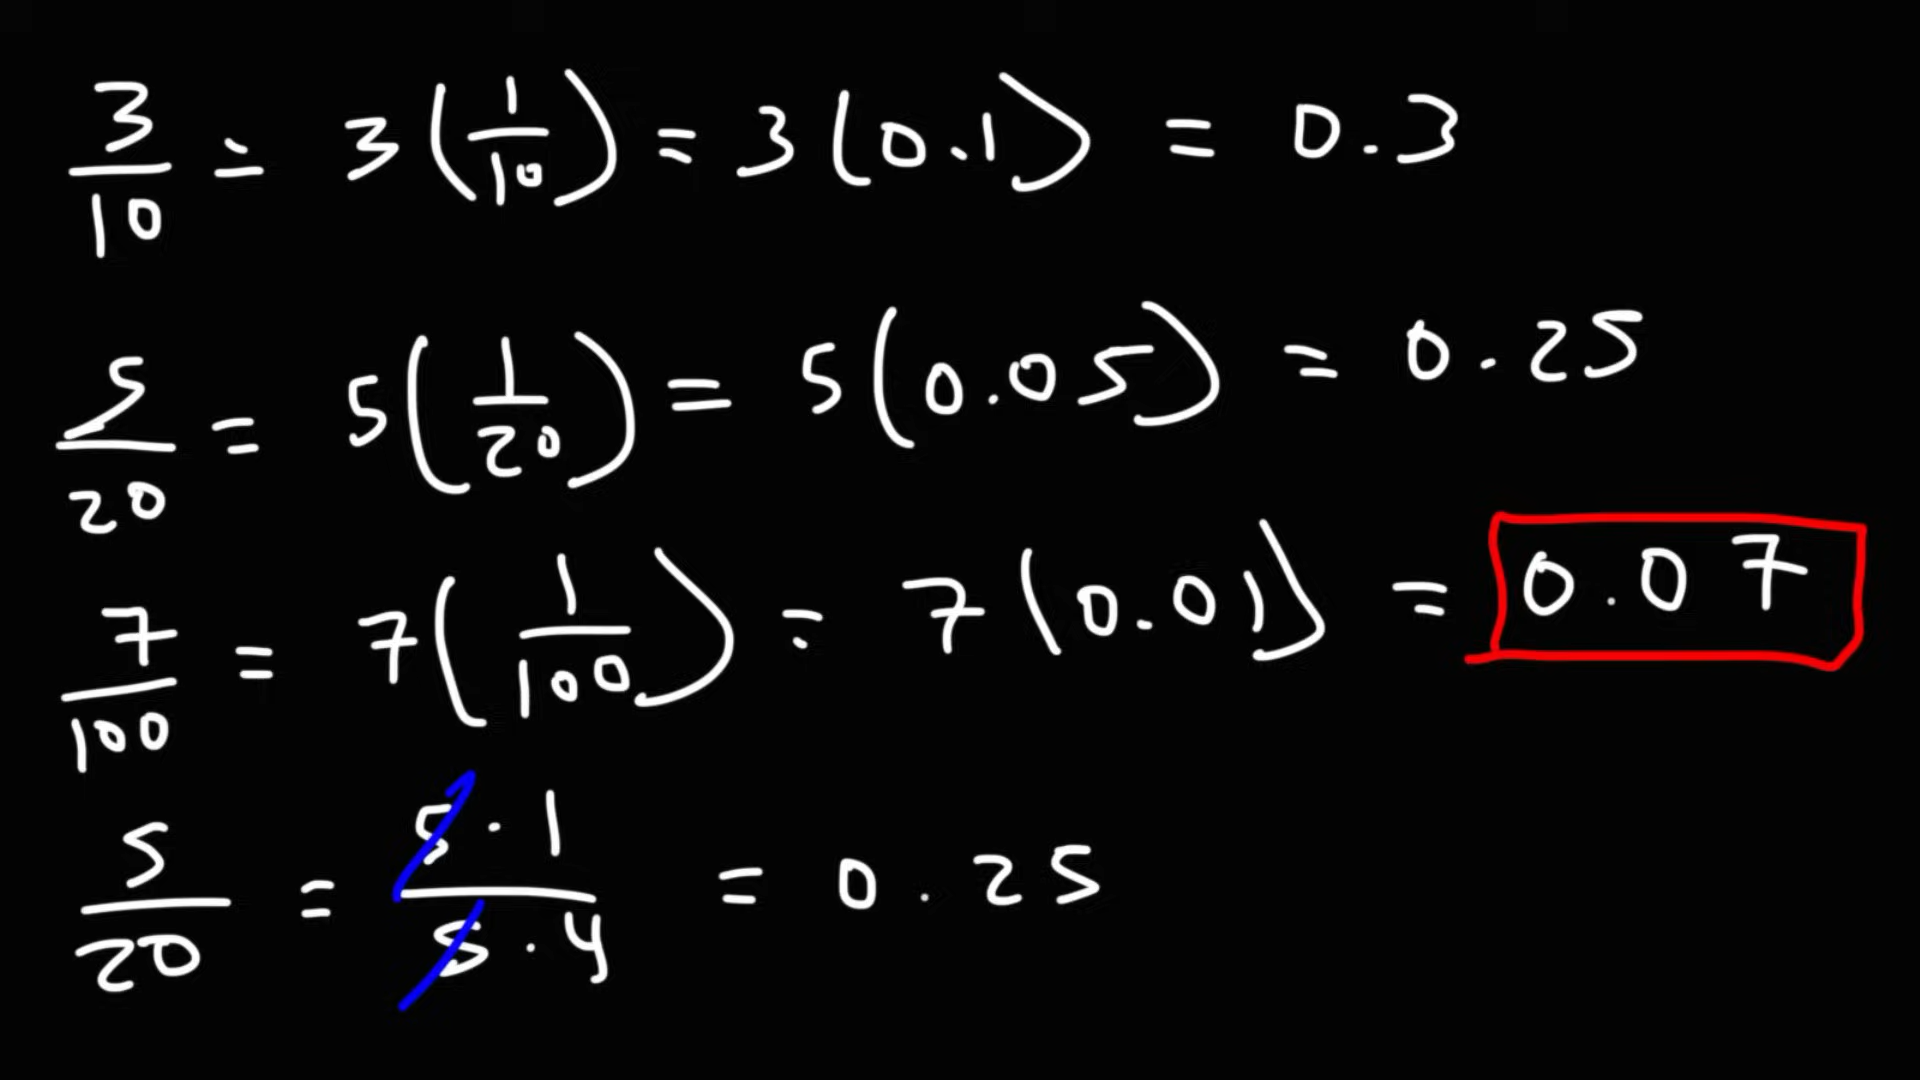 3/10 = 3(1/10) = 3(0.1) = 0.3
5/20 = 5(1/20) = 5(0.05) = 0.25
7/100 = 7(1/100) = 7(0.01) = 0.07
5/20 = 5·1/5·4 = 0.25